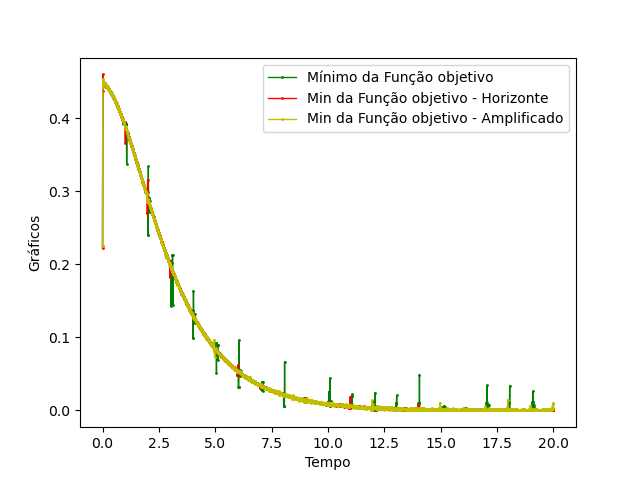 Mínimo da Função objetivo
Min da Função objetivo - Horizonte
Min da Função objetivo - Amplificado
Gráficos
0.4
0.3
0.2
0.1
0.0
0.0 2.5 5.0 7.5 10.0 12.5 15.0 17.5 20.0
Tempo